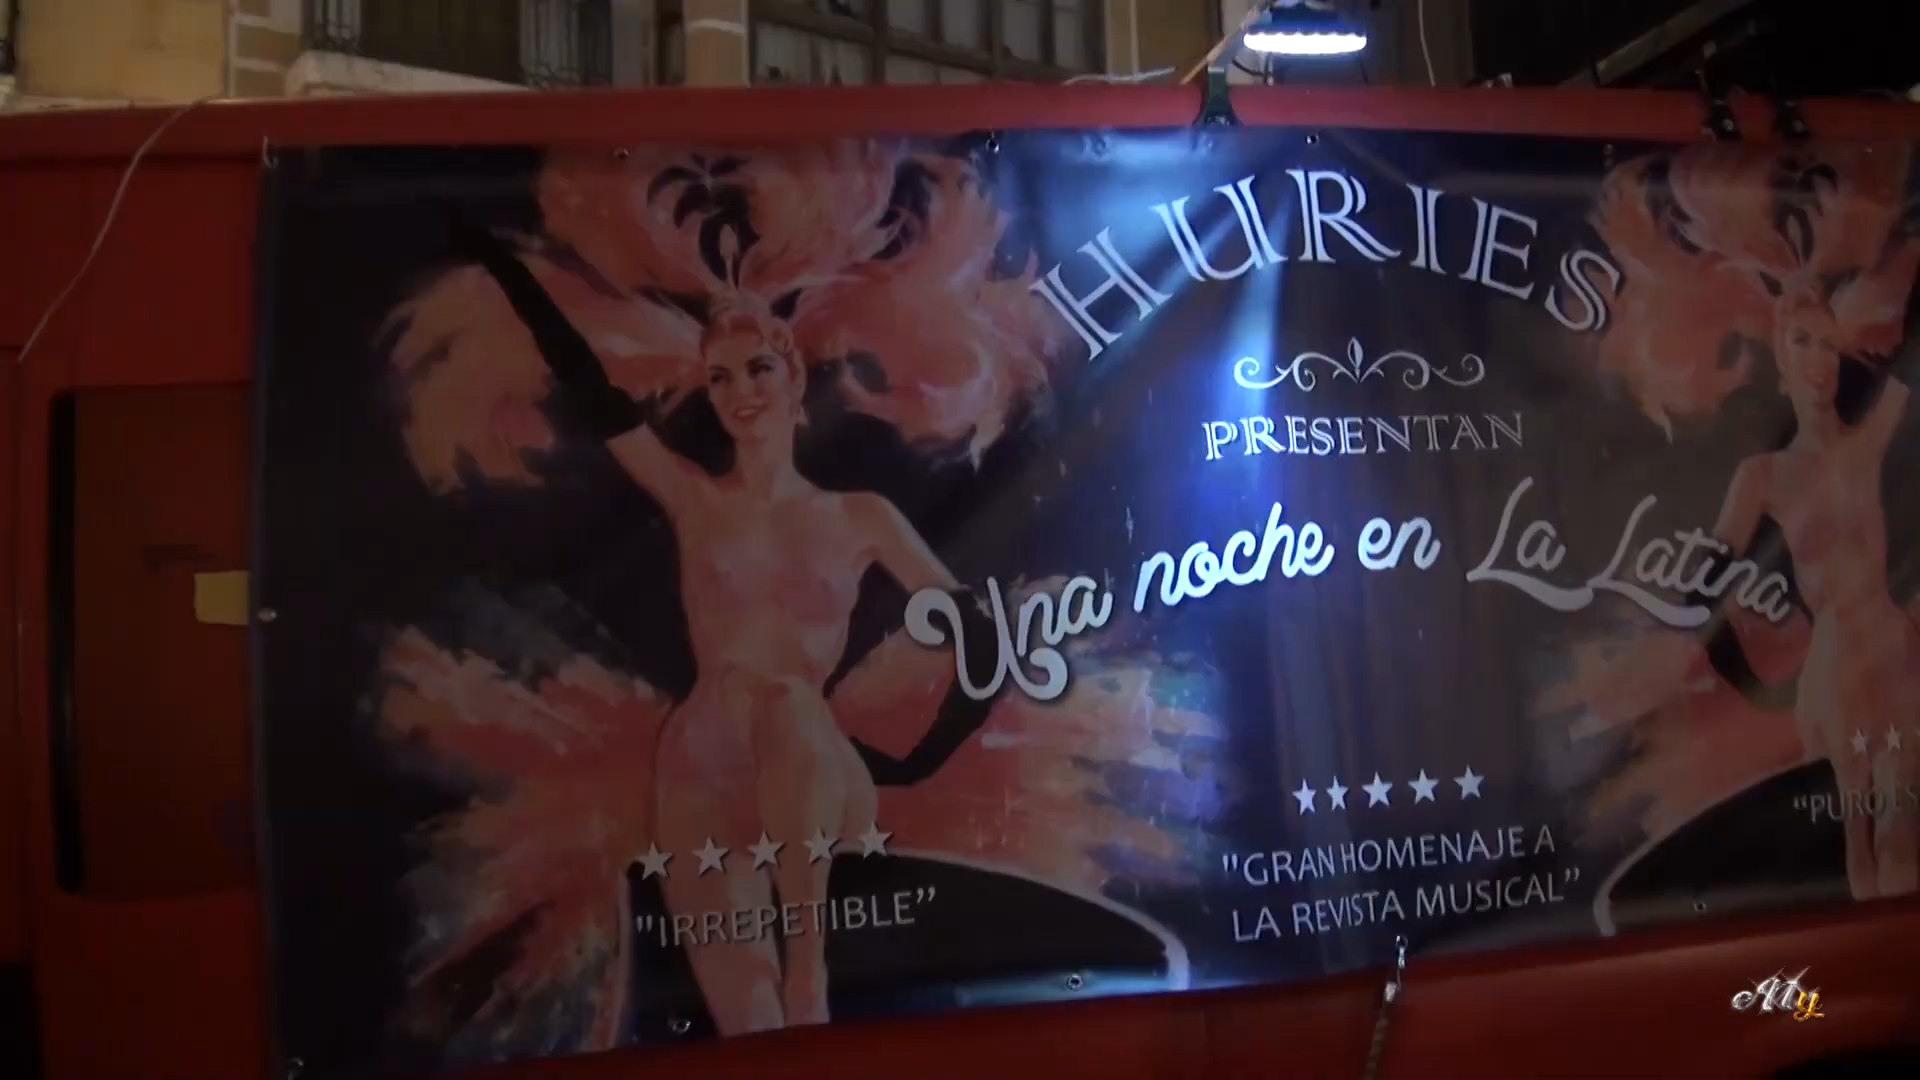 HURIES
PRESENTAN
Una noche en La Latina
"IRREPETIBLE”
"GRAN HOMENAJE A
LA REVISTA MUSICAL”